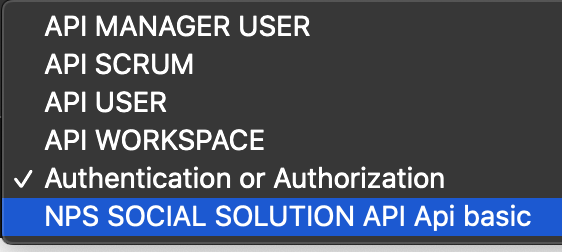 API MANAGER USER
API SCRUM
API USER
API WORKSPACE
✓ Authentication or Authorization
NPS SOCIAL SOLUTION API Api basic